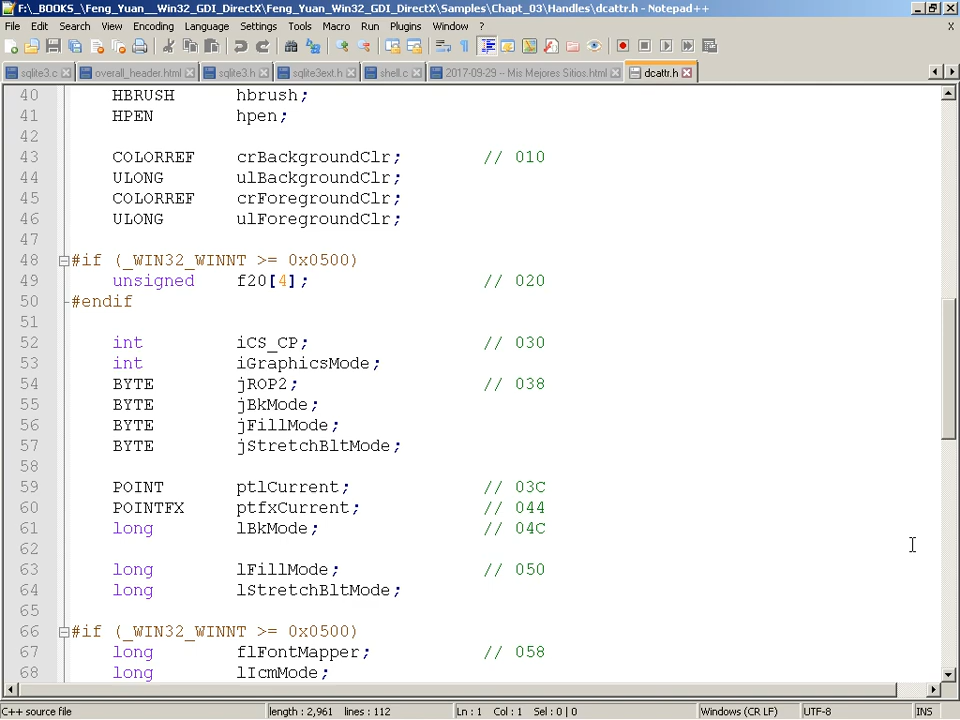 F:\_BOOKS_\Feng_Yuan__Win32_GDI_DirectX\Feng_Yuan_Win32_GDI_DirectX\Samples\Chapt_03\Handles\dcattr.h - Notepad++
File Edit Search View Encoding Language Settings Tools Macro Run Plugins Window ? X
sqlite3.c overall_header.html sqlite3.h sqlite3ext.h shell.c 2017-09-29 -- Mis Mejores Sitios.html dcattr.h
40 HBRUSH hbrush;
41 HPEN hpen;
42
43 COLORREF crBackgroundClr; // 010
44 ULONG ulBackgroundClr;
45 COLORREF crForegroundClr;
46 ULONG ulForegroundClr;
47
48 #if (_WIN32_WINNT >= 0x0500)
49 unsigned f20[4]; // 020
50 #endif
51
52 int iCS_CP; // 030
53 int iGraphicsMode;
54 BYTE jROP2; // 038
55 BYTE jBkMode;
56 BYTE jFillMode;
57 BYTE jStretchBltMode;
58
59 POINT ptlCurrent; // 03C
60 POINTFX ptfxCurrent; // 044
61 long lBkMode; // 04C
62
63 long lFillMode; // 050
64 long lStretchBltMode;
65
66 #if (_WIN32_WINNT >= 0x0500)
67 long flFontMapper; // 058
68 long lIcmMode;
C++ source file length : 2,961 lines : 112 Ln : 1 Col : 1 Sel : 0 | 0 Windows (CR LF) UTF-8 INS